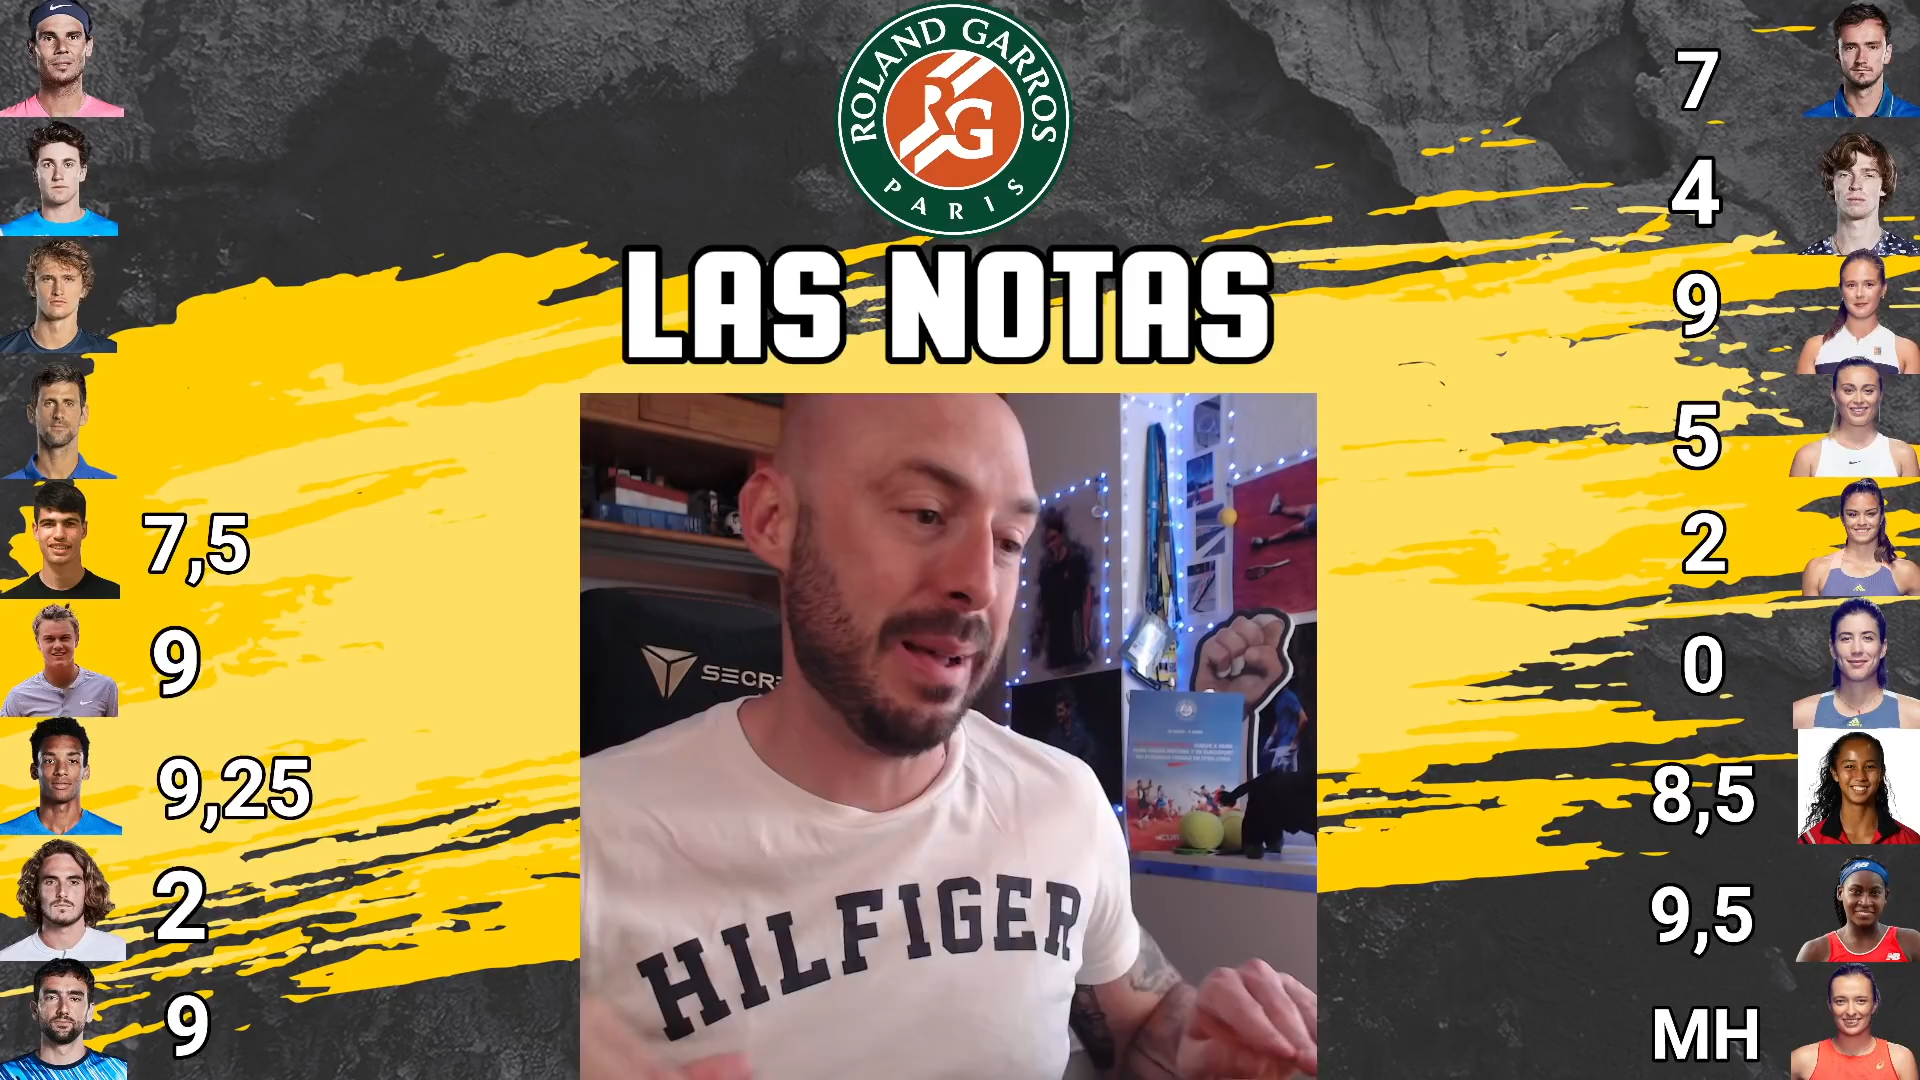 ROLAND GARROS
RG
PARIS
LAS NOTAS
7
4
9
5
2
0
8,5
9,5
MH
7,5
9
9,25
2
9
SECRE
HILFIGER